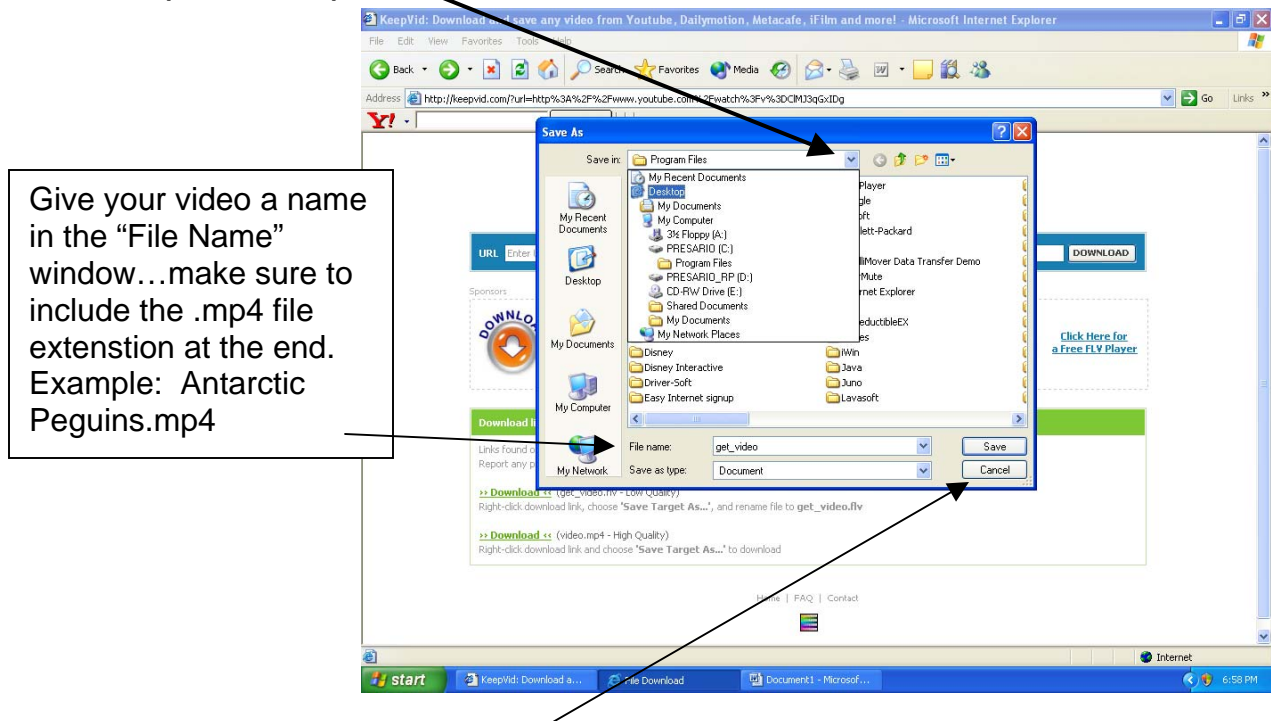 KeepVid: Download and save any video from Youtube, Dailymotion, Metacafe, iFilm and more! - Microsoft Internet Explorer
File Edit View Favorites Tools Help
Back Search Favorites Media
Address http://keepvid.com/?url=http%3A%2F%2Fwww.youtube.com%2Fwatch%3Fv%3DClMJ3qGxIDg Go Links »
Y!
Save As
Save in: Program Files
My Recent Documents
Desktop
My Documents
My Computer
3½ Floppy (A:)
PRESARIO (C:)
Program Files
PRESARIO_RP (D:)
CD-RW Drive (E:)
Shared Documents
My Documents
My Network Places
Disney
Disney Interactive
Driver-Soft
Easy Internet signup
Player
gle
oft
lett-Packard
lliMover Data Transfer Demo
rMute
rnet Explorer
eductibleEX
es
iWin
Java
Juno
Lavasoft
My Recent
Documents
Desktop
My Documents
My Computer
My Network
File name: get_video Save
Save as type: Document Cancel
Give your video a name
in the “File Name”
window…make sure to
include the .mp4 file
extenstion at the end.
Example: Antarctic
Peguins.mp4
URL Enter DOWNLOAD
Sponsors
DOWNLO
Click Here for
a Free FLV Player
Download li
Links found o
Report any p
>> Download << (get_video.flv - Low Quality)
Right-click download link, choose 'Save Target As...', and rename file to get_video.flv
>> Download << (video.mp4 - High Quality)
Right-click download link and choose 'Save Target As...' to download
Home | FAQ | Contact
Internet
start KeepVid: Download a... File Download Document1 - Microsof... 6:58 PM